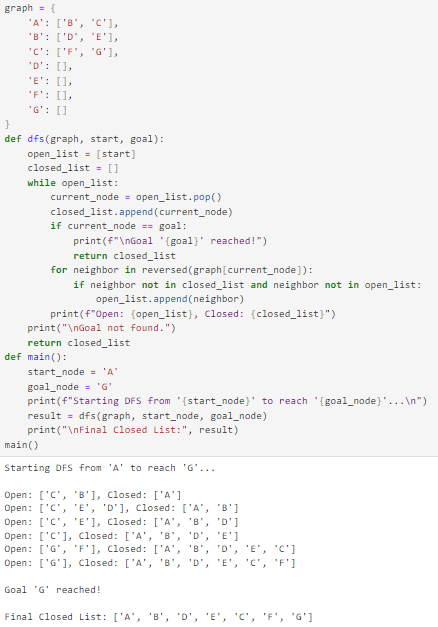 graph = {
    'A': ['B', 'C'],
    'B': ['D', 'E'],
    'C': ['F', 'G'],
    'D': [],
    'E': [],
    'F': [],
    'G': []
}
def dfs(graph, start, goal):
    open_list = [start]
    closed_list = []
    while open_list:
        current_node = open_list.pop()
        closed_list.append(current_node)
        if current_node == goal:
            print(f"\nGoal '{goal}' reached!")
            return closed_list
        for neighbor in reversed(graph[current_node]):
            if neighbor not in closed_list and neighbor not in open_list:
                open_list.append(neighbor)
        print(f"Open: {open_list}, Closed: {closed_list}")
    print("\nGoal not found.")
    return closed_list
def main():
    start_node = 'A'
    goal_node = 'G'
    print(f"Starting DFS from '{start_node}' to reach '{goal_node}'...\n")
    result = dfs(graph, start_node, goal_node)
    print("\nFinal Closed List:", result)
main()
Starting DFS from 'A' to reach 'G'...
Open: ['C', 'B'], Closed: ['A']
Open: ['C', 'E', 'D'], Closed: ['A', 'B']
Open: ['C', 'E'], Closed: ['A', 'B', 'D']
Open: ['C'], Closed: ['A', 'B', 'D', 'E']
Open: ['G', 'F'], Closed: ['A', 'B', 'D', 'E', 'C']
Open: ['G'], Closed: ['A', 'B', 'D', 'E', 'C', 'F']
Goal 'G' reached!
Final Closed List: ['A', 'B', 'D', 'E', 'C', 'F', 'G']